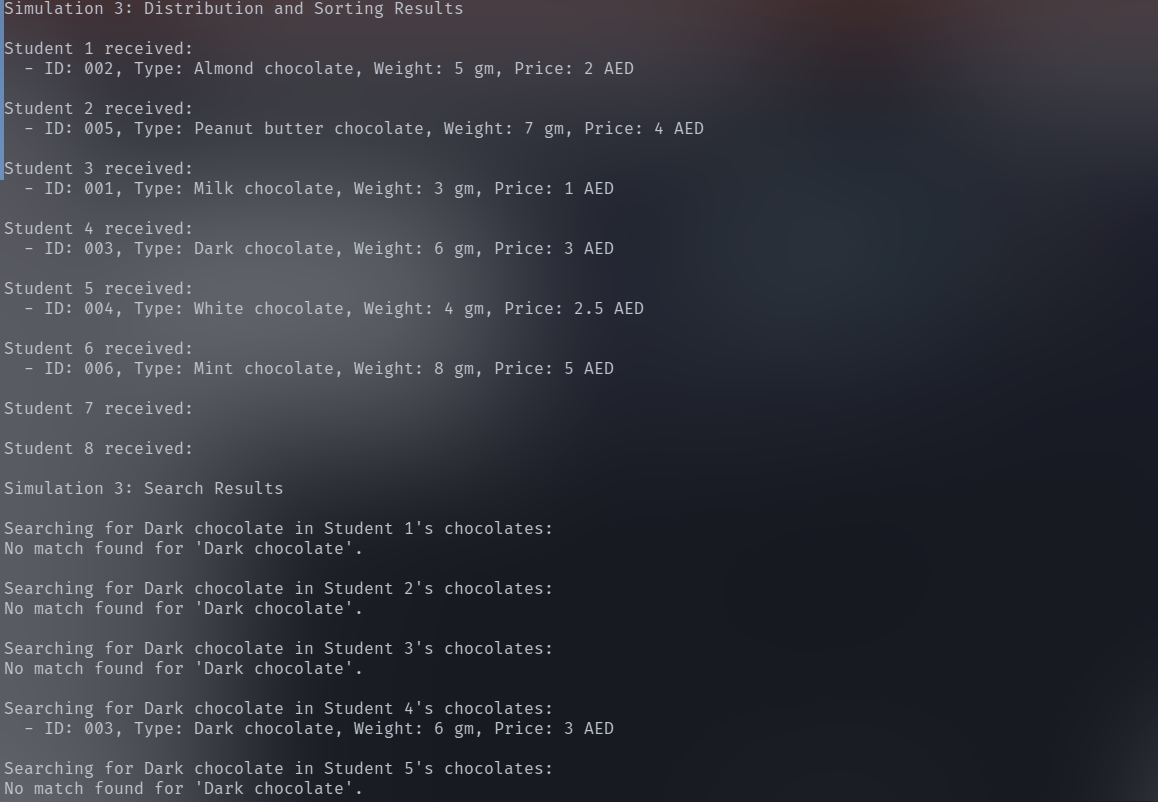 Simulation 3: Distribution and Sorting Results
Student 1 received:
  - ID: 002, Type: Almond chocolate, Weight: 5 gm, Price: 2 AED
Student 2 received:
  - ID: 005, Type: Peanut butter chocolate, Weight: 7 gm, Price: 4 AED
Student 3 received:
  - ID: 001, Type: Milk chocolate, Weight: 3 gm, Price: 1 AED
Student 4 received:
  - ID: 003, Type: Dark chocolate, Weight: 6 gm, Price: 3 AED
Student 5 received:
  - ID: 004, Type: White chocolate, Weight: 4 gm, Price: 2.5 AED
Student 6 received:
  - ID: 006, Type: Mint chocolate, Weight: 8 gm, Price: 5 AED
Student 7 received:
Student 8 received:
Simulation 3: Search Results
Searching for Dark chocolate in Student 1's chocolates:
No match found for 'Dark chocolate'.
Searching for Dark chocolate in Student 2's chocolates:
No match found for 'Dark chocolate'.
Searching for Dark chocolate in Student 3's chocolates:
No match found for 'Dark chocolate'.
Searching for Dark chocolate in Student 4's chocolates:
  - ID: 003, Type: Dark chocolate, Weight: 6 gm, Price: 3 AED
Searching for Dark chocolate in Student 5's chocolates:
No match found for 'Dark chocolate'.